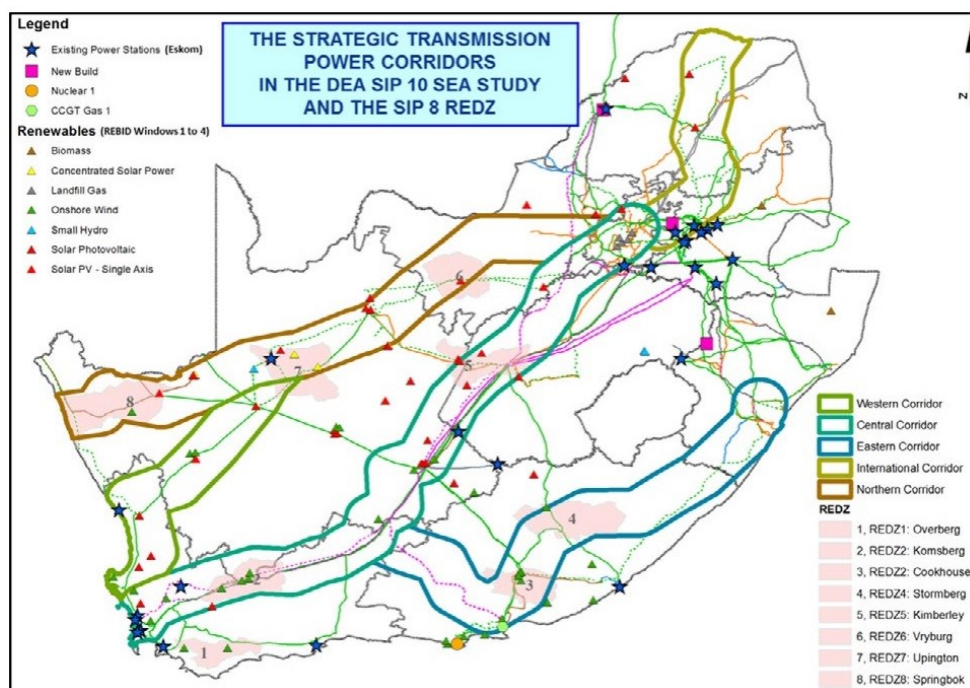 Legend
Existing Power Stations (Eskom)
New Build
Nuclear 1
CCGT Gas 1
Renewables (REBID Windows 1 to 4)
Biomass
Concentrated Solar Power
Landfill Gas
Onshore Wind
Small Hydro
Solar Photovoltaic
Solar PV - Single Axis
THE STRATEGIC TRANSMISSION
POWER CORRIDORS
IN THE DEA SIP 10 SEA STUDY
AND THE SIP 8 REDZ
N
6
5
7
8
4
2
3
1
Western Corridor
Central Corridor
Eastern Corridor
International Corridor
Northern Corridor
REDZ
1, REDZ1: Overberg
2, REDZ2: Komsberg
3, REDZ2: Cookhouse
4, REDZ4: Stormberg
5, REDZ5: Kimberley
6, REDZ6: Vryburg
7, REDZ7: Upington
8, REDZ8: Springbok